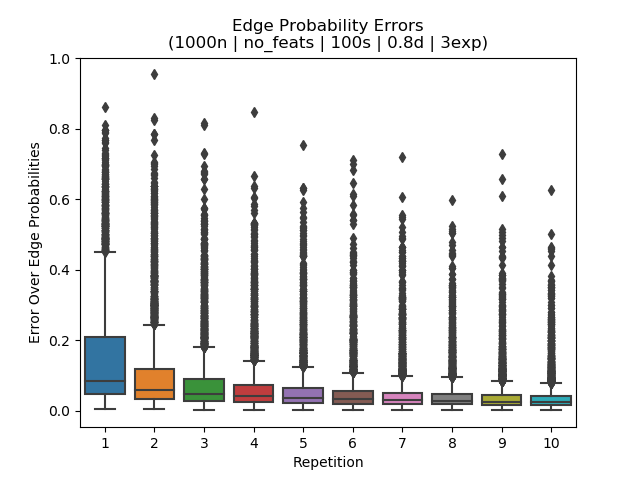 Edge Probability Errors
(1000n | no_feats | 100s | 0.8d | 3exp)
1.0
0.8
0.6
0.4
0.2
0.0
Error Over Edge Probabilities
1 2 3 4 5 6 7 8 9 10
Repetition